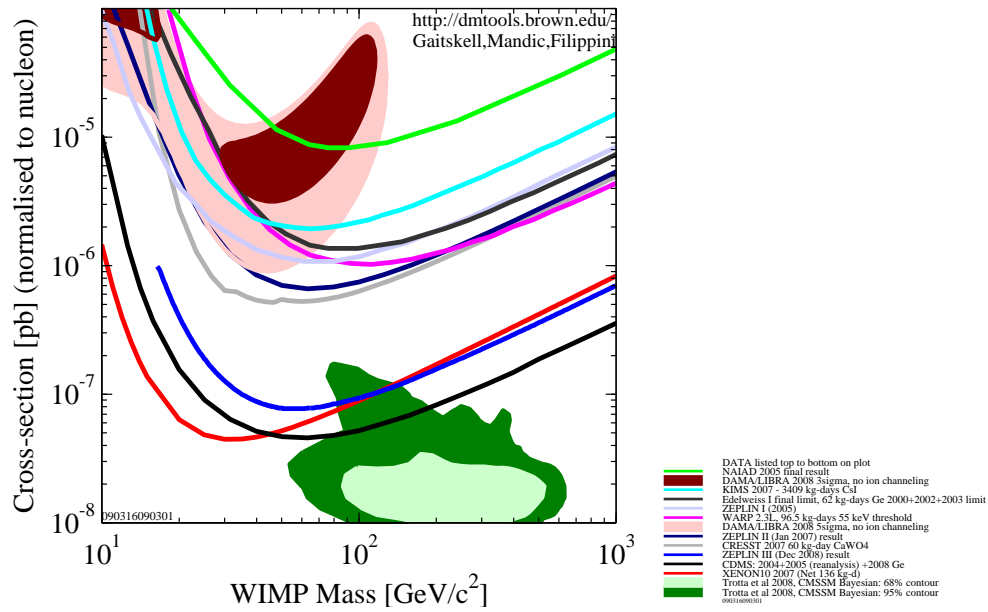 http://dmtools.brown.edu/
Gaitskell,Mandic,Filippini
Cross-section [pb] (normalised to nucleon)
10^-5
10^-6
10^-7
10^-8
090316090301
10^1
10^2
10^3
WIMP Mass [GeV/c^2]
DATA listed top to bottom on plot
NAIAD 2005 final result
DAMA/LIBRA 2008 3sigma, no ion channeling
KIMS 2007 - 3409 kg-days CsI
Edelweiss I final limit, 62 kg-days Ge 2000+2002+2003 limit
ZEPLIN I (2005)
WARP 2.3L, 96.5 kg-days 55 keV threshold
DAMA/LIBRA 2008 5sigma, no ion channeling
ZEPLIN II (Jan 2007) result
CRESST 2007 60 kg-day CaWO4
ZEPLIN III (Dec 2008) result
CDMS: 2004+2005 (reanalysis) +2008 Ge
XENON10 2007 (Net 136 kg-d)
Trotta et al 2008, CMSSM Bayesian: 68% contour
Trotta et al 2008, CMSSM Bayesian: 95% contour
090316090301